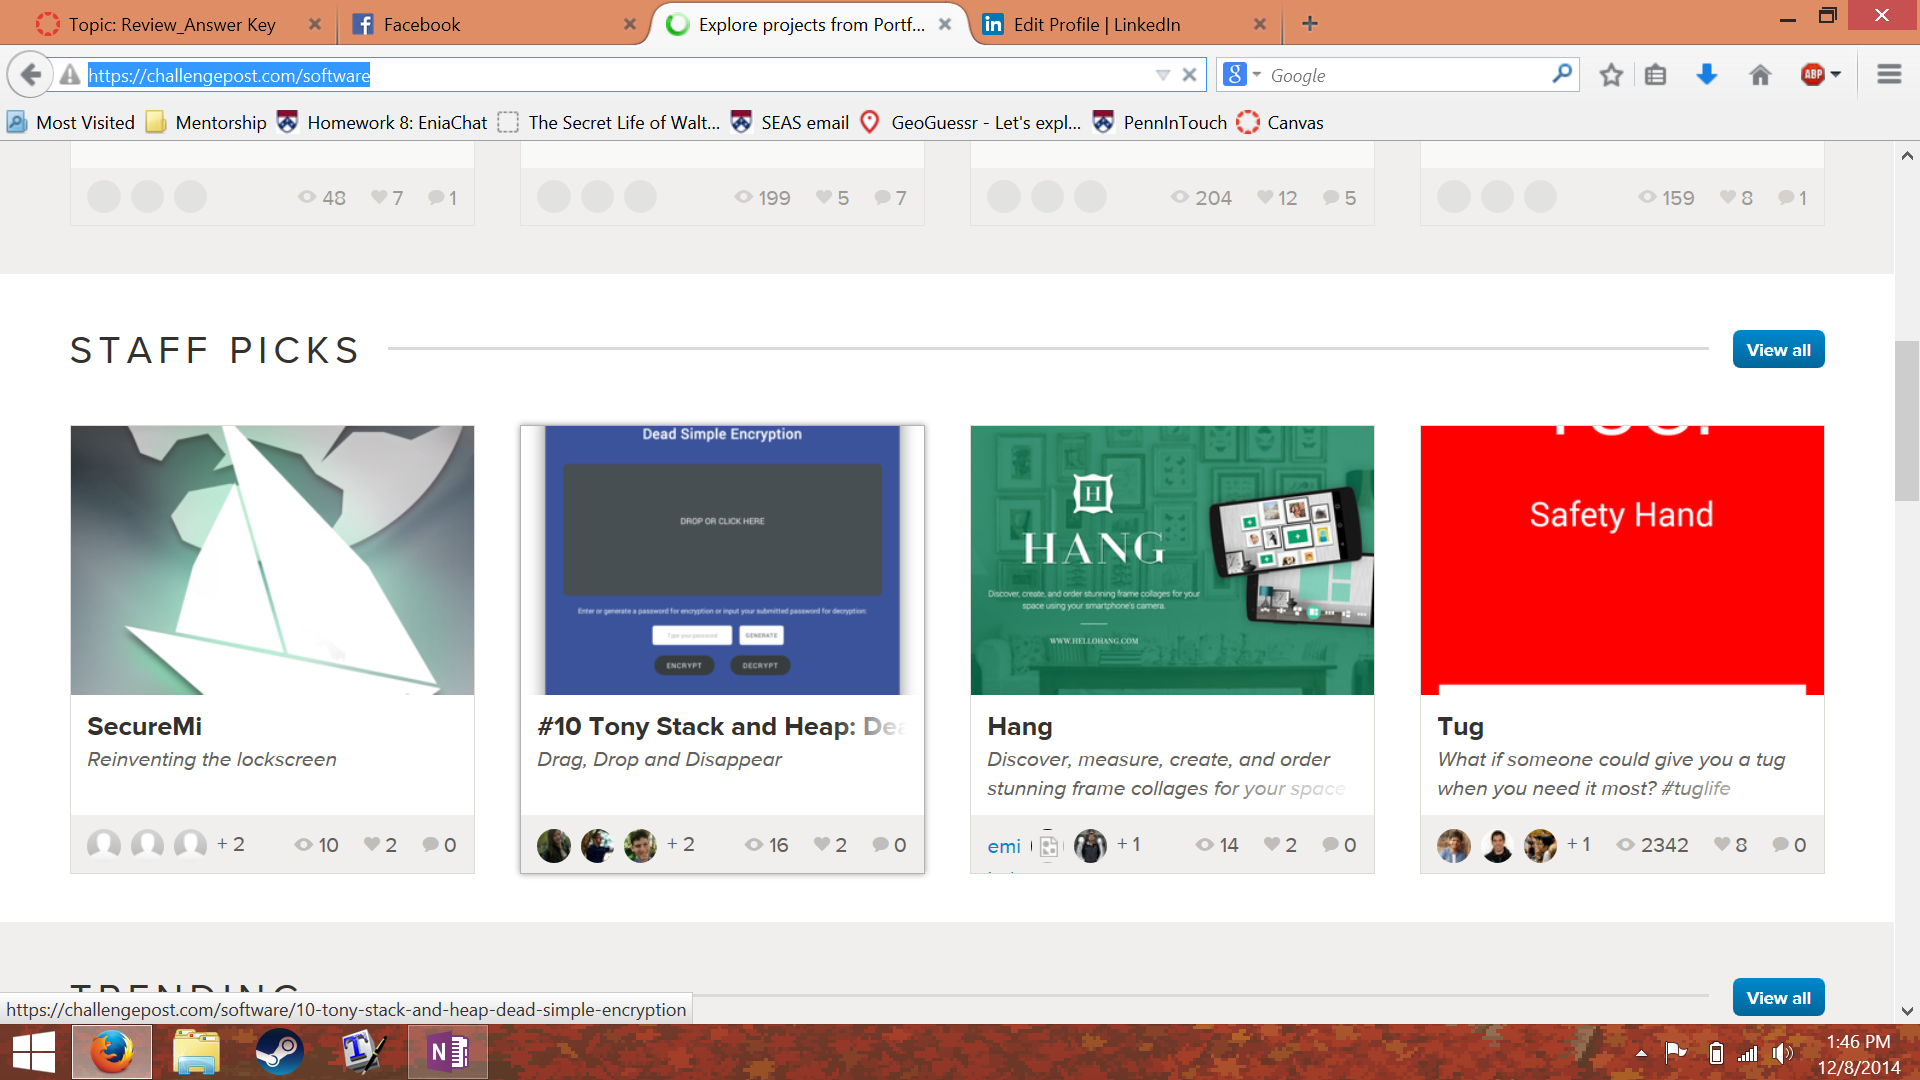 Topic: Review_Answer Key
Facebook
Explore projects from Portf...
Edit Profile | LinkedIn
https://challengepost.com/software
Google
ABP
Most Visited
Mentorship
Homework 8: EniaChat
The Secret Life of Walt...
SEAS email
GeoGuessr - Let's expl...
PennInTouch
Canvas
48 7 1
199 5 7
204 12 5
159 8 1
STAFF PICKS
View all
Dead Simple Encryption
DROP OR CLICK HERE
Enter or generate a password for encryption or input your submitted password for decryption:
Type your password GENERATE
ENCRYPT DECRYPT
H
HANG
Discover, create, and order stunning frame collages for your
space using your smartphone's camera.
WWW.HELLOHANG.COM
Safety Hand
SecureMi
Reinventing the lockscreen
+ 2 10 2 0
#10 Tony Stack and Heap: Dea
Drag, Drop and Disappear
+ 2 16 2 0
Hang
Discover, measure, create, and order
stunning frame collages for your space
emi + 1 14 2 0
Tug
What if someone could give you a tug
when you need it most? #tuglife
+ 1 2342 8 0
TRENDING
View all
https://challengepost.com/software/10-tony-stack-and-heap-dead-simple-encryption
1:46 PM
12/8/2014